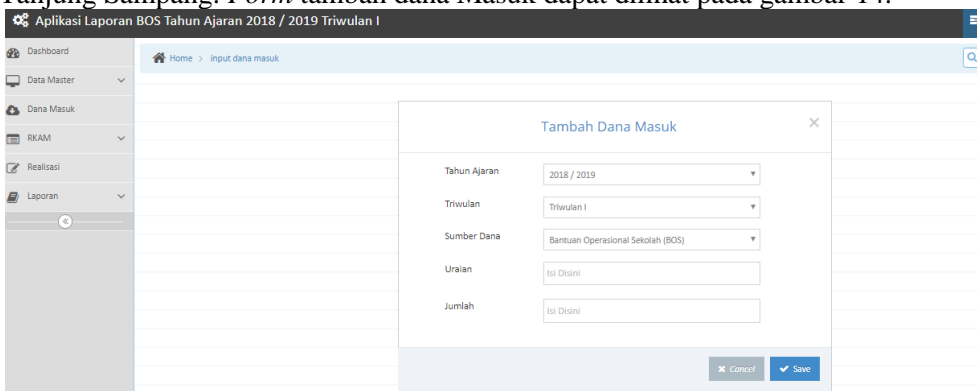 Tanjung Sampang. Form tambah dana Masuk dapat dilihat pada gambar 14.
Aplikasi Laporan BOS Tahun Ajaran 2018 / 2019 Triwulan I
Dashboard
Data Master
Dana Masuk
RKAM
Realisasi
Laporan
Home > input dana masuk
Tambah Dana Masuk
Tahun Ajaran 2018 / 2019
Triwulan Triwulan I
Sumber Dana Bantuan Operasional Sekolah (BOS)
Uraian Isi Disini
Jumlah Isi Disini
Cancel Save